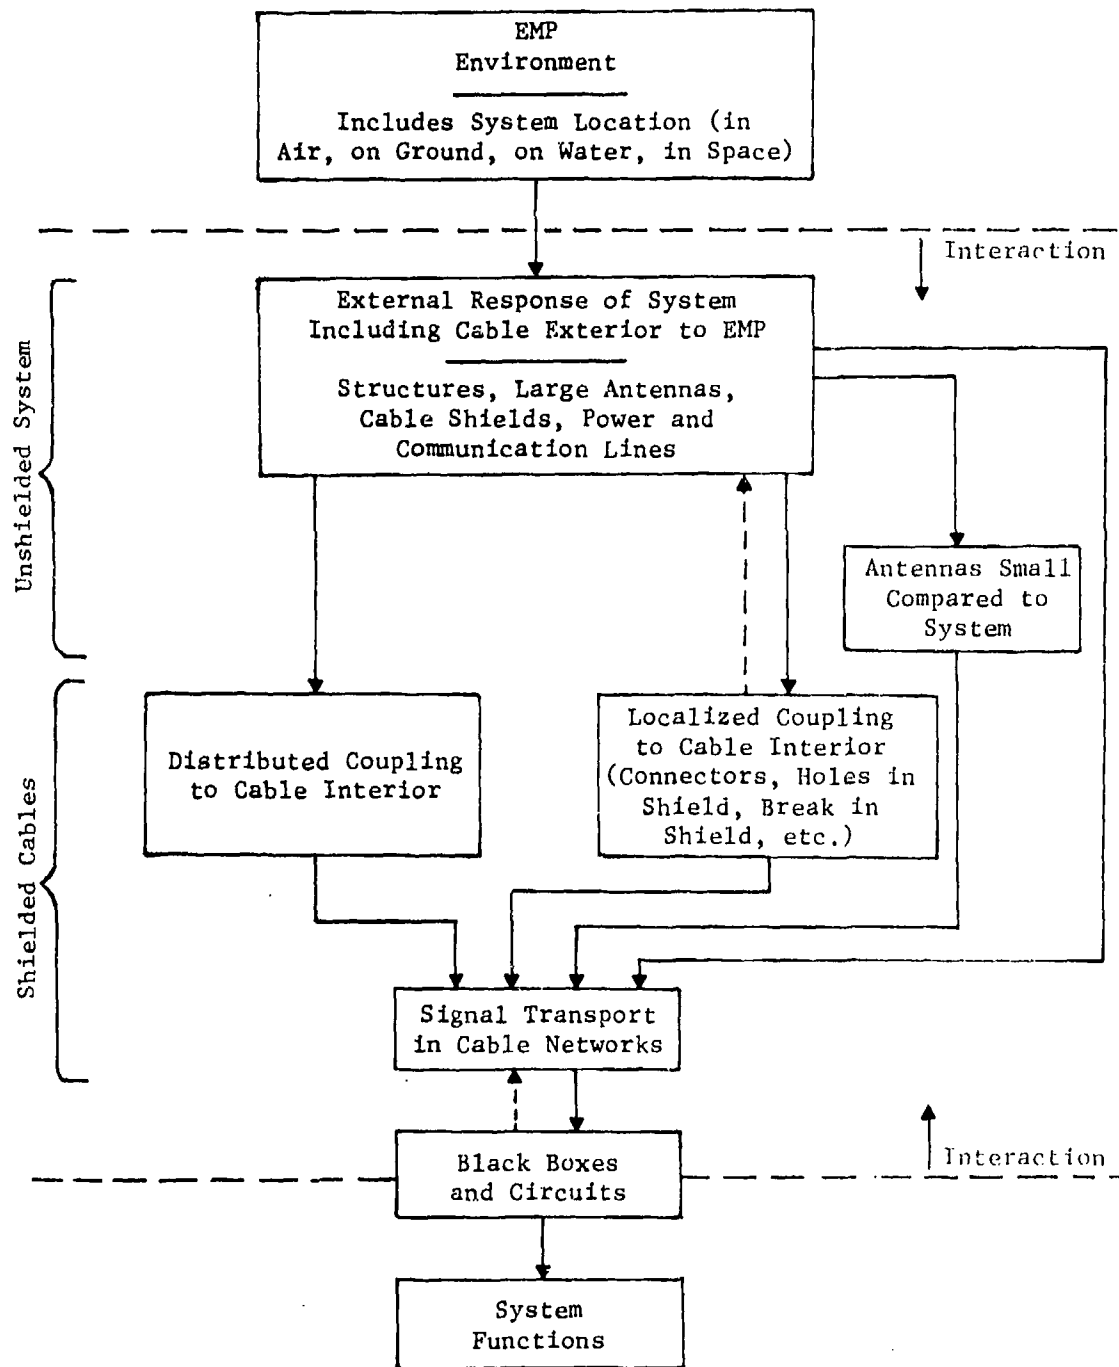 EMP
Environment
Includes System Location (in
Air, on Ground, on Water, in Space)
Interaction
External Response of System
Including Cable Exterior to EMP
Structures, Large Antennas,
Cable Shields, Power and
Communication Lines
Unshielded System
Antennas Small
Compared to
System
Distributed Coupling
to Cable Interior
Localized Coupling
to Cable Interior
(Connectors, Holes in
Shield, Break in
Shield, etc.)
Shielded Cables
Signal Transport
in Cable Networks
Black Boxes
and Circuits
Interaction
System
Functions